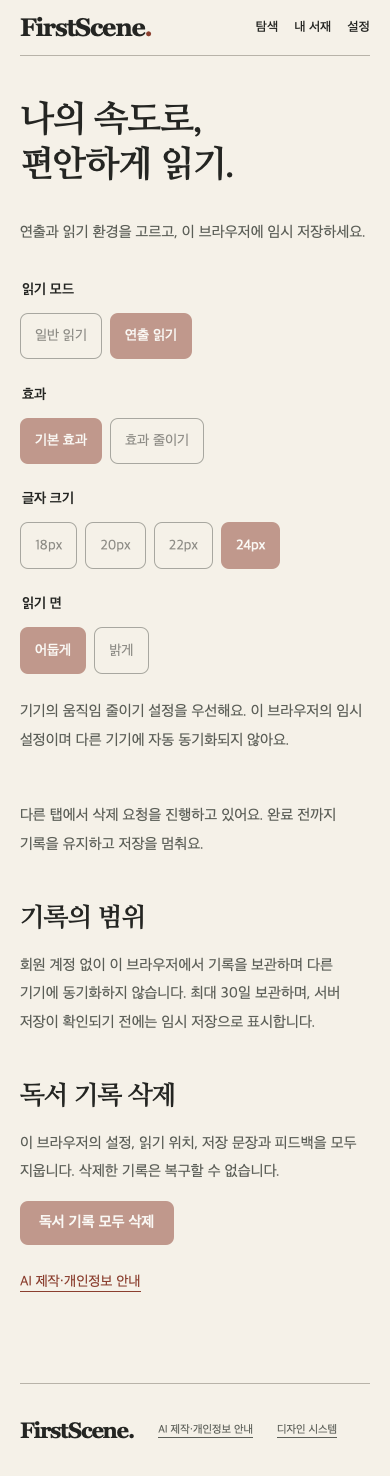 FirstScene.
탐색 내 서재 설정
나의 속도로,
편안하게 읽기.
연출과 읽기 환경을 고르고, 이 브라우저에 임시 저장하세요.
읽기 모드
일반 읽기 연출 읽기
효과
기본 효과 효과 줄이기
글자 크기
18px 20px 22px 24px
읽기 면
어둡게 밝게
기기의 움직임 줄이기 설정을 우선해요. 이 브라우저의 임시
설정이며 다른 기기에 자동 동기화되지 않아요.
다른 탭에서 삭제 요청을 진행하고 있어요. 완료 전까지
기록을 유지하고 저장을 멈춰요.
기록의 범위
회원 계정 없이 이 브라우저에서 기록을 보관하며 다른
기기에 동기화하지 않습니다. 최대 30일 보관하며, 서버
저장이 확인되기 전에는 임시 저장으로 표시합니다.
독서 기록 삭제
이 브라우저의 설정, 읽기 위치, 저장 문장과 피드백을 모두
지웁니다. 삭제한 기록은 복구할 수 없습니다.
독서 기록 모두 삭제
AI 제작·개인정보 안내
FirstScene. AI 제작·개인정보 안내 디자인 시스템